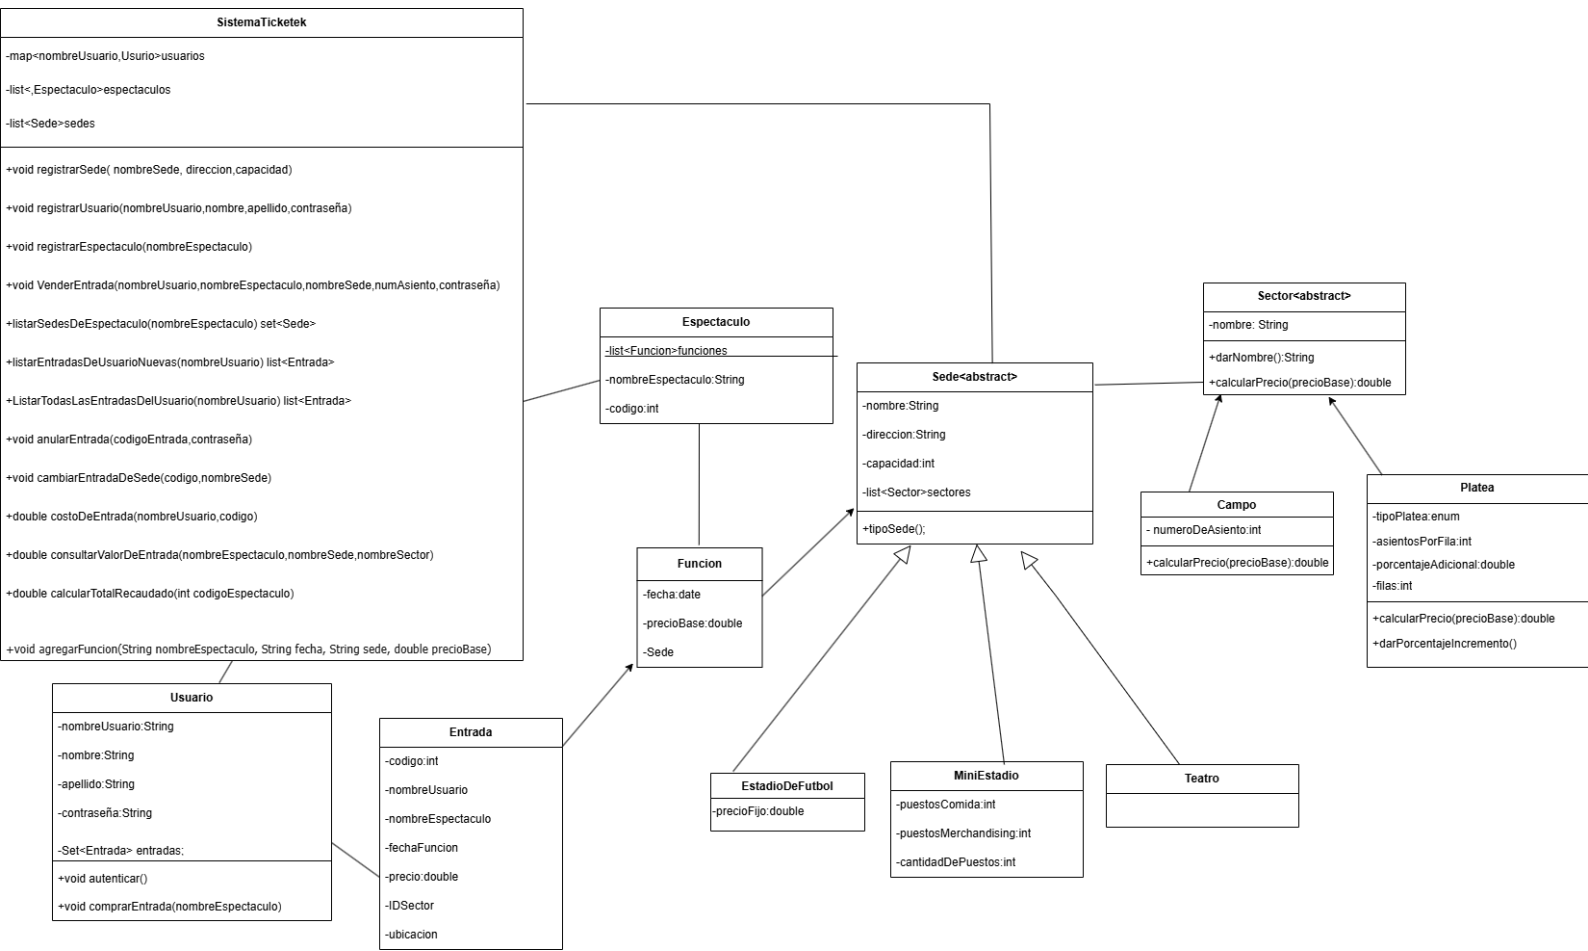 SistemaTicketek
-map<nombreUsuario,Usurio>usuarios
-list<,Espectaculo>espectaculos
-list<Sede>sedes
+void registrarSede( nombreSede, direccion,capacidad)
+void registrarUsuario(nombreUsuario,nombre,apellido,contraseña)
+void registrarEspectaculo(nombreEspectaculo)
+void VenderEntrada(nombreUsuario,nombreEspectaculo,nombreSede,numAsiento,contraseña)
+listarSedesDeEspectaculo(nombreEspectaculo) set<Sede>
+listarEntradasDeUsuarioNuevas(nombreUsuario) list<Entrada>
+ListarTodasLasEntradasDelUsuario(nombreUsuario) list<Entrada>
+void anularEntrada(codigoEntrada,contraseña)
+void cambiarEntradaDeSede(codigo,nombreSede)
+double costoDeEntrada(nombreUsuario,codigo)
+double consultarValorDeEntrada(nombreEspectaculo,nombreSede,nombreSector)
+double calcularTotalRecaudado(int codigoEspectaculo)
+void agregarFuncion(String nombreEspectaculo, String fecha, String sede, double precioBase)
Espectaculo
-list<Funcion>funciones
-nombreEspectaculo:String
-codigo:int
Sede<abstract>
-nombre:String
-direccion:String
-capacidad:int
-list<Sector>sectores
+tipoSede();
Sector<abstract>
-nombre: String
+darNombre():String
+calcularPrecio(precioBase):double
Campo
- numeroDeAsiento:int
+calcularPrecio(precioBase):double
Platea
-tipoPlatea:enum
-asientosPorFila:int
-porcentajeAdicional:double
-filas:int
+calcularPrecio(precioBase):double
+darPorcentajeIncremento()
Funcion
-fecha:date
-precioBase:double
-Sede
Usuario
-nombreUsuario:String
-nombre:String
-apellido:String
-contraseña:String
-Set<Entrada> entradas;
+void autenticar()
+void comprarEntrada(nombreEspectaculo)
Entrada
-codigo:int
-nombreUsuario
-nombreEspectaculo
-fechaFuncion
-precio:double
-IDSector
-ubicacion
EstadioDeFutbol
-precioFijo:double
MiniEstadio
-puestosComida:int
-puestosMerchandising:int
-cantidadDePuestos:int
Teatro